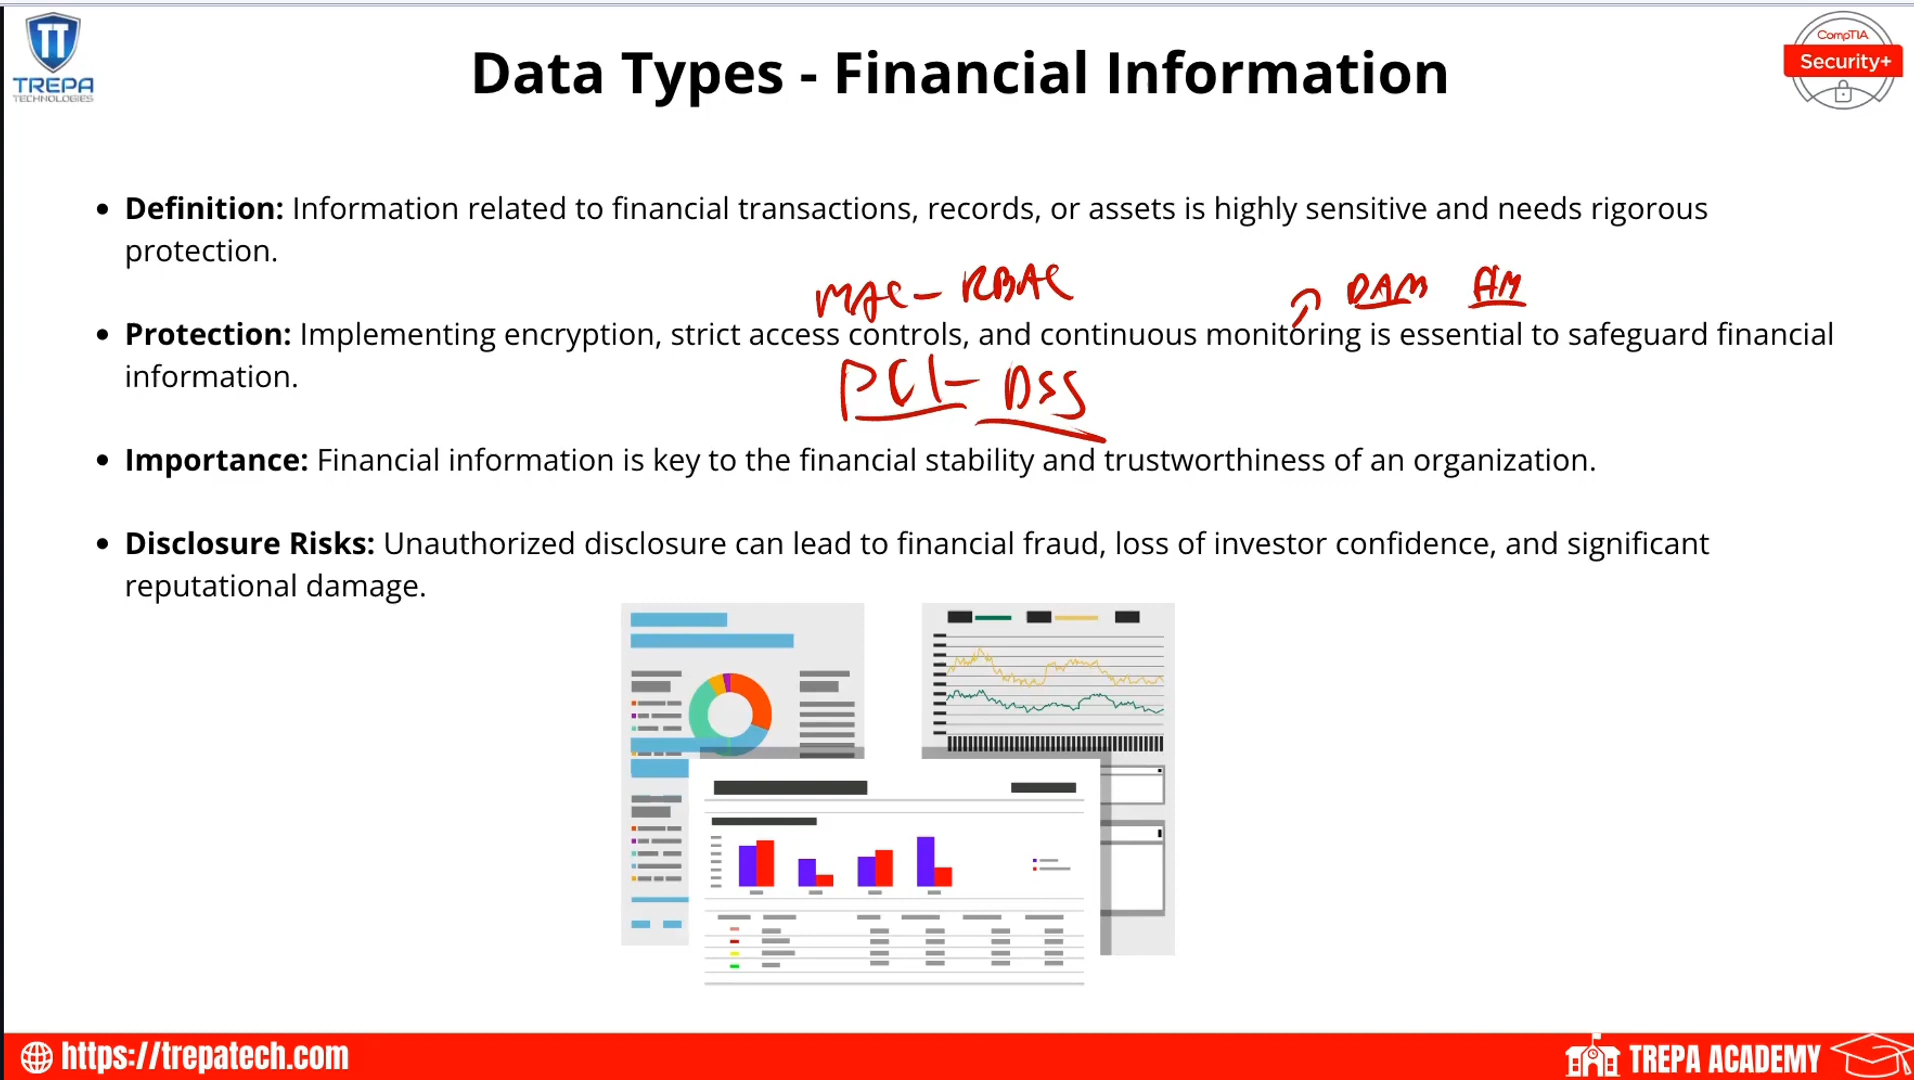 TT
TREPA
TECHNOLOGIES
Data Types - Financial Information
CompTIA
Security+
• Definition: Information related to financial transactions, records, or assets is highly sensitive and needs rigorous
protection.
MAC - RBAC
DAM
• Protection: Implementing encryption, strict access controls, and continuous monitoring is essential to safeguard financial
information.
PCI - DSS
• Importance: Financial information is key to the financial stability and trustworthiness of an organization.
• Disclosure Risks: Unauthorized disclosure can lead to financial fraud, loss of investor confidence, and significant
reputational damage.
https://trepatech.com
TREPA ACADEMY